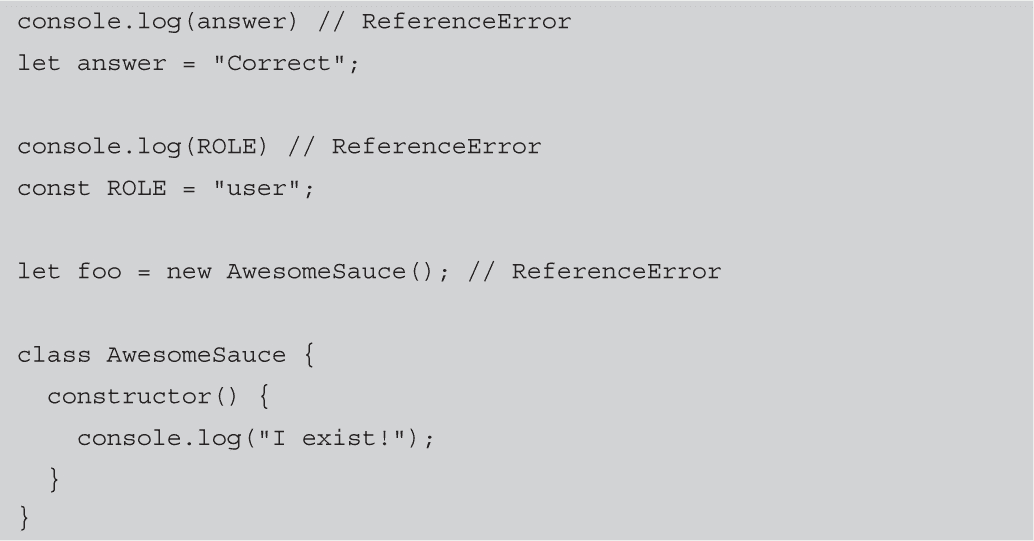 console.log(answer) // ReferenceError
let answer = "Correct";
console.log(ROLE) // ReferenceError
const ROLE = "user";
let foo = new AwesomeSauce(); // ReferenceError
class AwesomeSauce {
  constructor() {
    console.log("I exist!");
  }
}